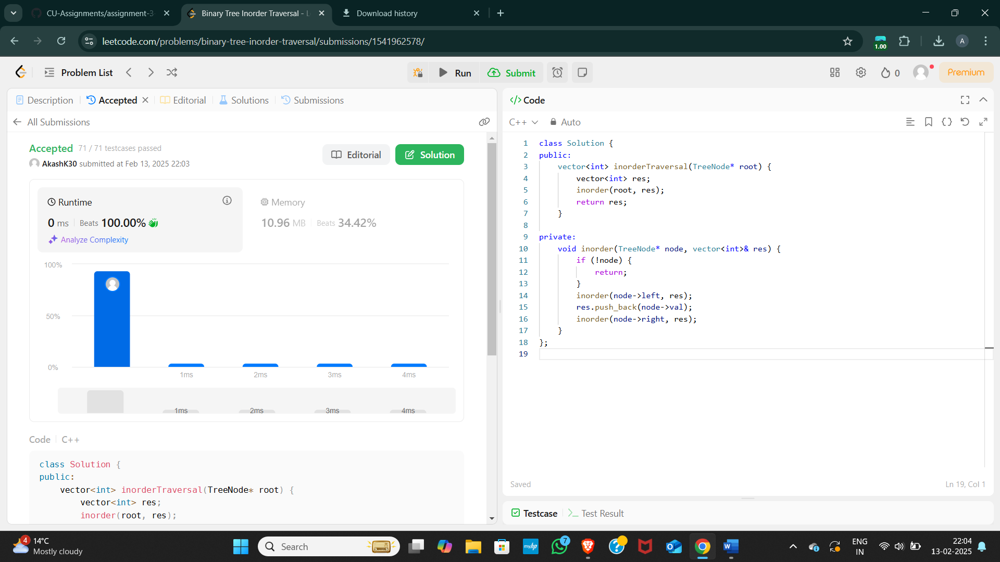 CU-Assignments/assignment-3
Binary Tree Inorder Traversal - L
Download history
leetcode.com/problems/binary-tree-inorder-traversal/submissions/1541962578/
1.00
A
Problem List
Run
Submit
0
Premium
Description
Accepted
Editorial
Solutions
Submissions
All Submissions
Accepted 71 / 71 testcases passed
AkashK30 submitted at Feb 13, 2025 22:03
Editorial
Solution
Runtime
0 ms Beats 100.00%
Analyze Complexity
Memory
10.96 MB Beats 34.42%
100%
50%
0%
1ms 2ms 3ms 4ms
1ms 2ms 3ms 4ms
Code C++
class Solution {
public:
    vector<int> inorderTraversal(TreeNode* root) {
        vector<int> res;
        inorder(root, res);
</> Code
C++ Auto
1 class Solution {
2 public:
3     vector<int> inorderTraversal(TreeNode* root) {
4         vector<int> res;
5         inorder(root, res);
6         return res;
7     }
8
9 private:
10     void inorder(TreeNode* node, vector<int>& res) {
11         if (!node) {
12             return;
13         }
14         inorder(node->left, res);
15         res.push_back(node->val);
16         inorder(node->right, res);
17     }
18 };
19
Saved
Ln 19, Col 1
Testcase
Test Result
4
14°C
Mostly cloudy
Search
myhp
7
ENG
IN
22:04
13-02-2025